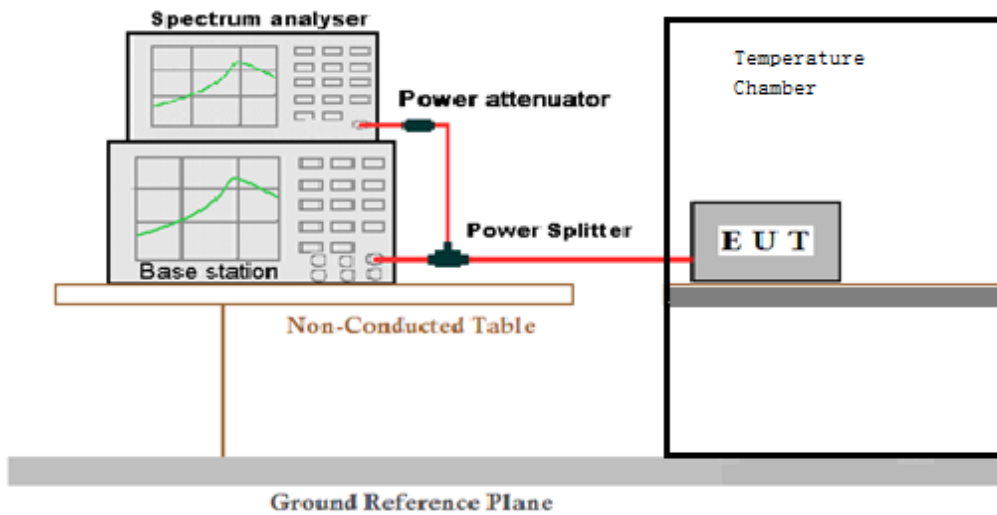 Spectrum analyser
Temperature
Chamber
Power attenuator
Power Splitter
E U T
Base station
Non-Conducted Table
Ground Reference Plane